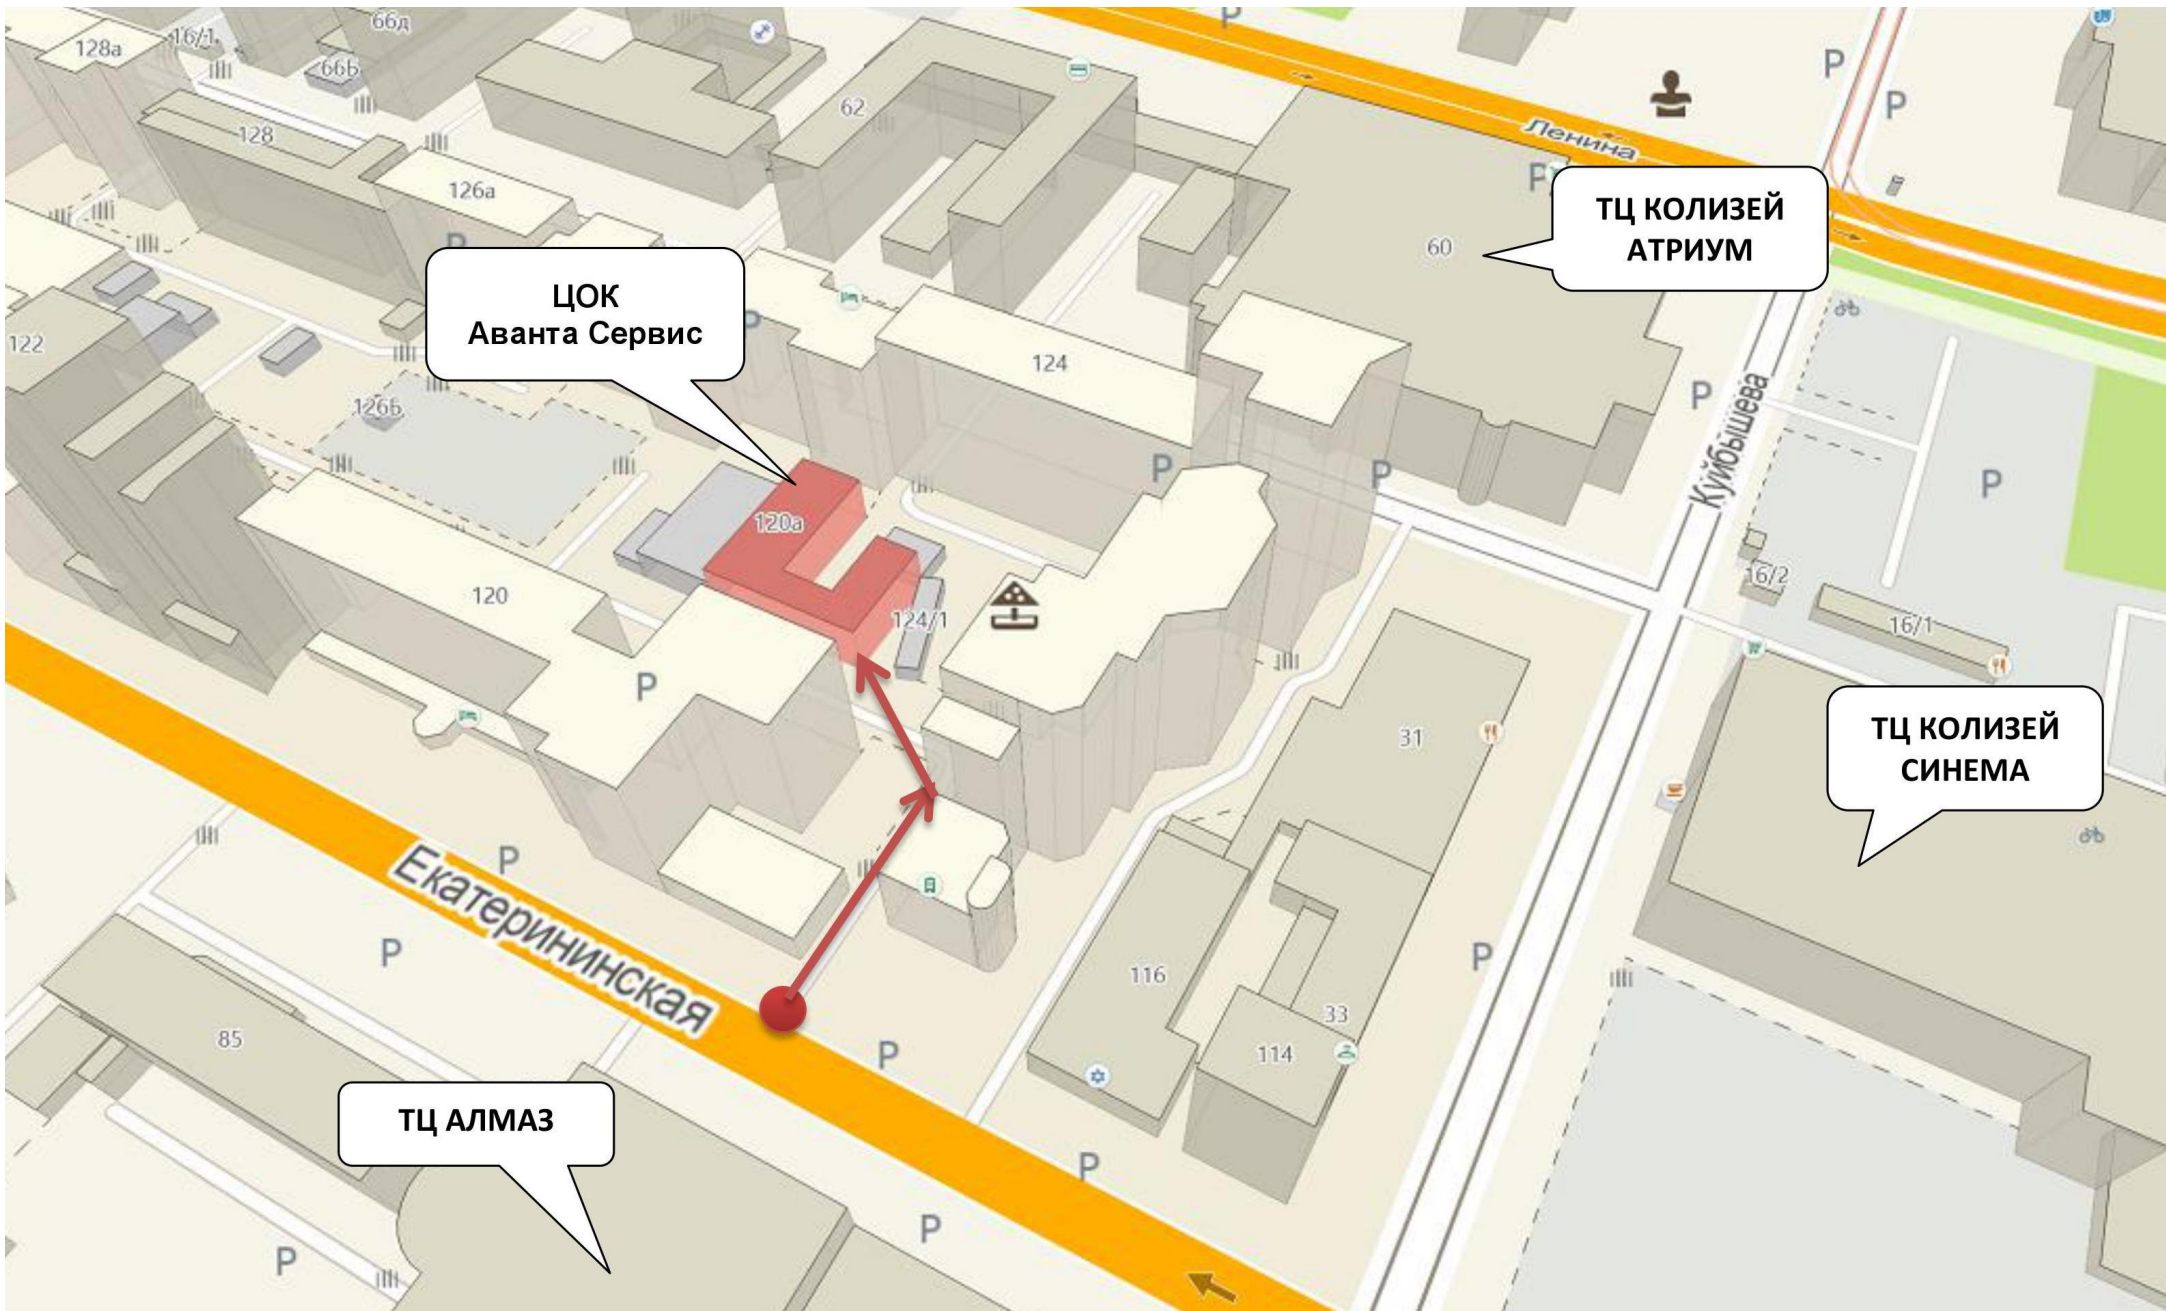 66д
128а
16/1
66Б
P
P
P
62
128
Ленина
126а
P
P
ТЦ КОЛИЗЕЙ
АТРИУМ
60
ЦОК
Аванта Сервис
P
122
124
P
Куйбышева
126Б
P
P
P
120а
16/2
120
124/1
16/1
P
31
ТЦ КОЛИЗЕЙ
СИНЕМА
P
Екатерининская
P
P
116
33
85
P
114
ТЦ АЛМАЗ
P
P
P